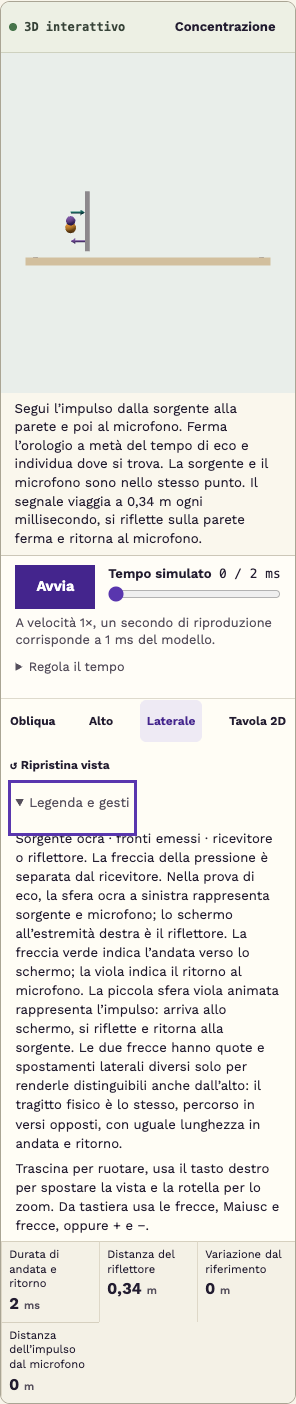 3D interattivo Concentrazione
Segui l’impulso dalla sorgente alla
parete e poi al microfono. Ferma
l’orologio a metà del tempo di eco e
individua dove si trova. La sorgente e il
microfono sono nello stesso punto. Il
segnale viaggia a 0,34 m ogni
millisecondo, si riflette sulla parete
ferma e ritorna al microfono.
Avvia
Tempo simulato 0 / 2 ms
A velocità 1×, un secondo di riproduzione
corrisponde a 1 ms del modello.
▶ Regola il tempo
Obliqua Alto Laterale Tavola 2D
↺ Ripristina vista
▼ Legenda e gesti
Sorgente ocra · fronti emessi · ricevitore
o riflettore. La freccia della pressione è
separata dal ricevitore. Nella prova di
eco, la sfera ocra a sinistra rappresenta
sorgente e microfono; lo schermo
all’estremità destra è il riflettore. La
freccia verde indica l’andata verso lo
schermo; la viola indica il ritorno al
microfono. La piccola sfera viola animata
rappresenta l’impulso: arriva allo
schermo, si riflette e ritorna alla
sorgente. Le due frecce hanno quote e
spostamenti laterali diversi solo per
renderle distinguibili anche dall’alto: il
tragitto fisico è lo stesso, percorso in
versi opposti, con uguale lunghezza in
andata e ritorno.
Trascina per ruotare, usa il tasto destro
per spostare la vista e la rotella per lo
zoom. Da tastiera usa le frecce, Maiusc e
frecce, oppure + e −.
Durata di
andata e
ritorno
2 ms
Distanza del
riflettore
0,34 m
Variazione dal
riferimento
0 m
Distanza
dell’impulso
dal microfono
0 m